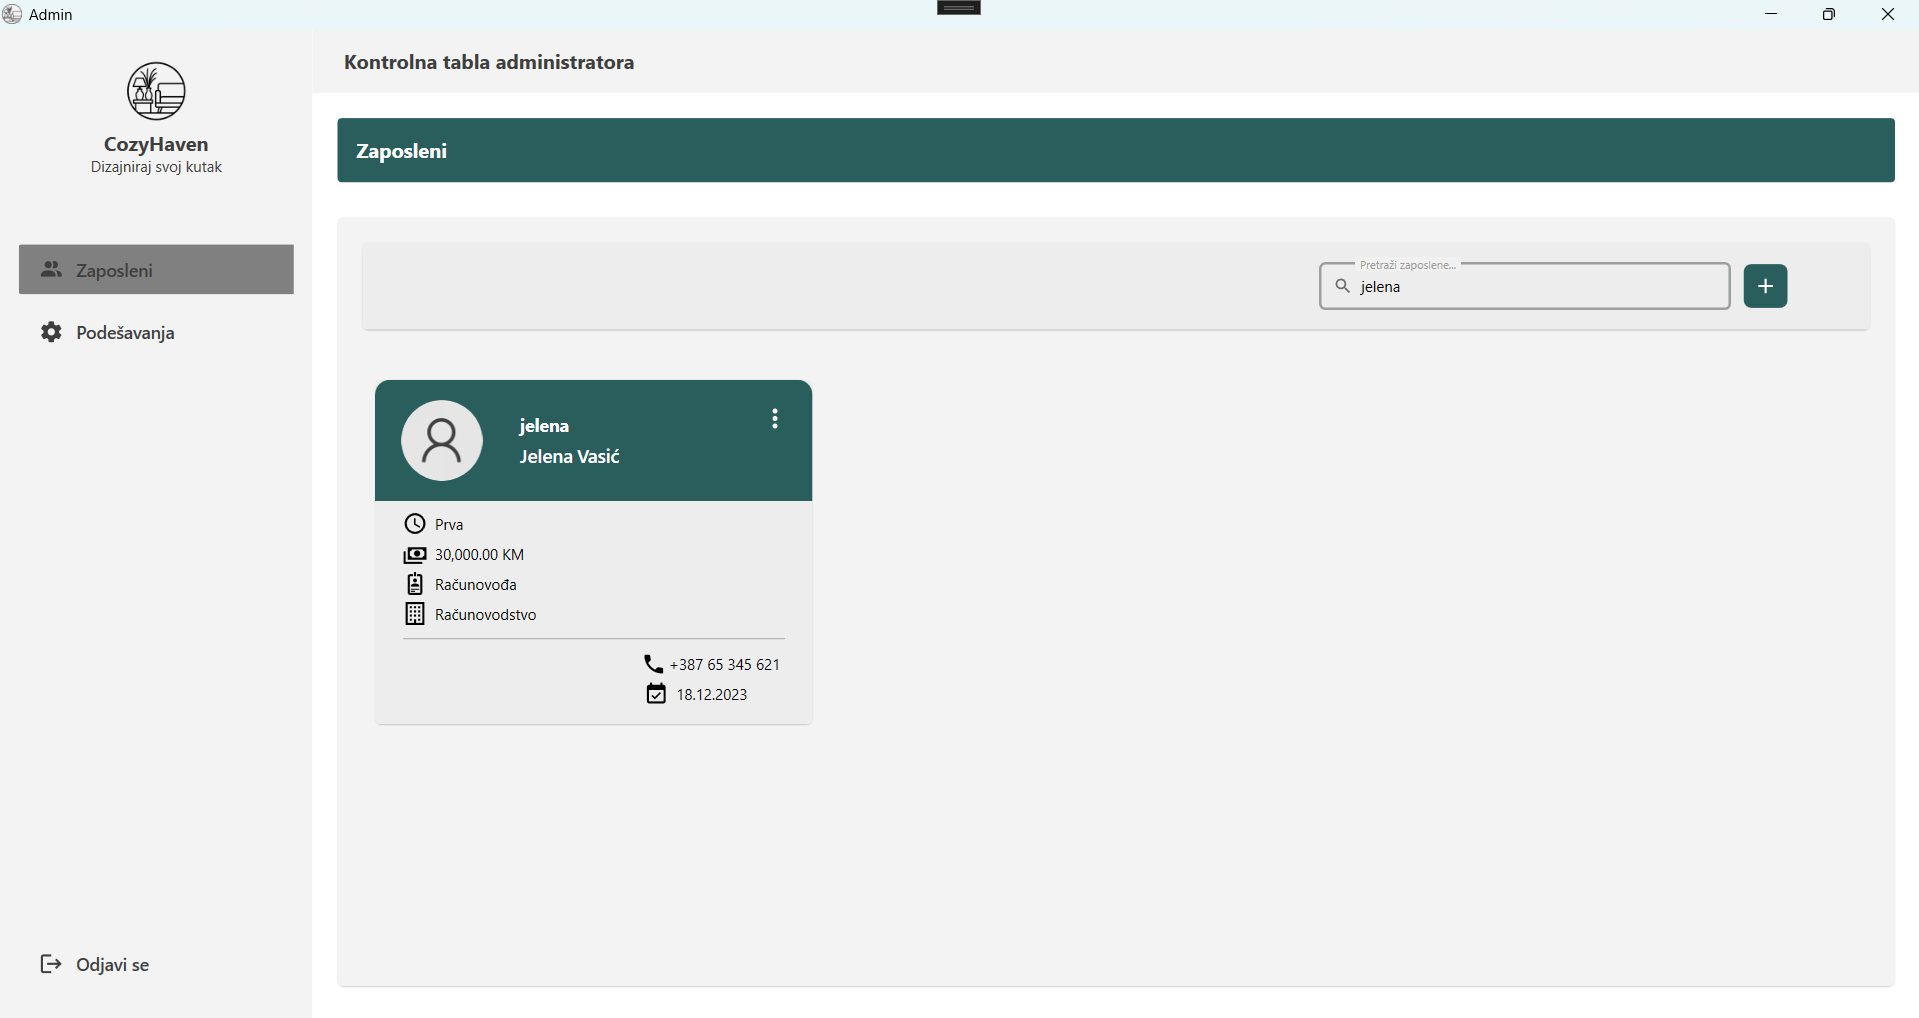 Admin
Kontrolna tabla administratora
CozyHaven
Dizajniraj svoj kutak
Zaposleni
Podešavanja
Odjavi se
Zaposleni
Pretraži zaposlene...
jelena
jelena
Jelena Vasić
Prva
30,000.00 KM
Računovođa
Računovodstvo
+387 65 345 621
18.12.2023